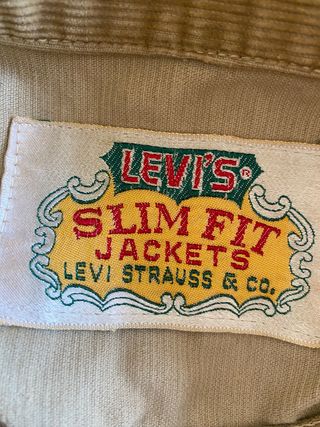 LEVI'S®
SLIM FIT
JACKETS
LEVI STRAUSS & CO.